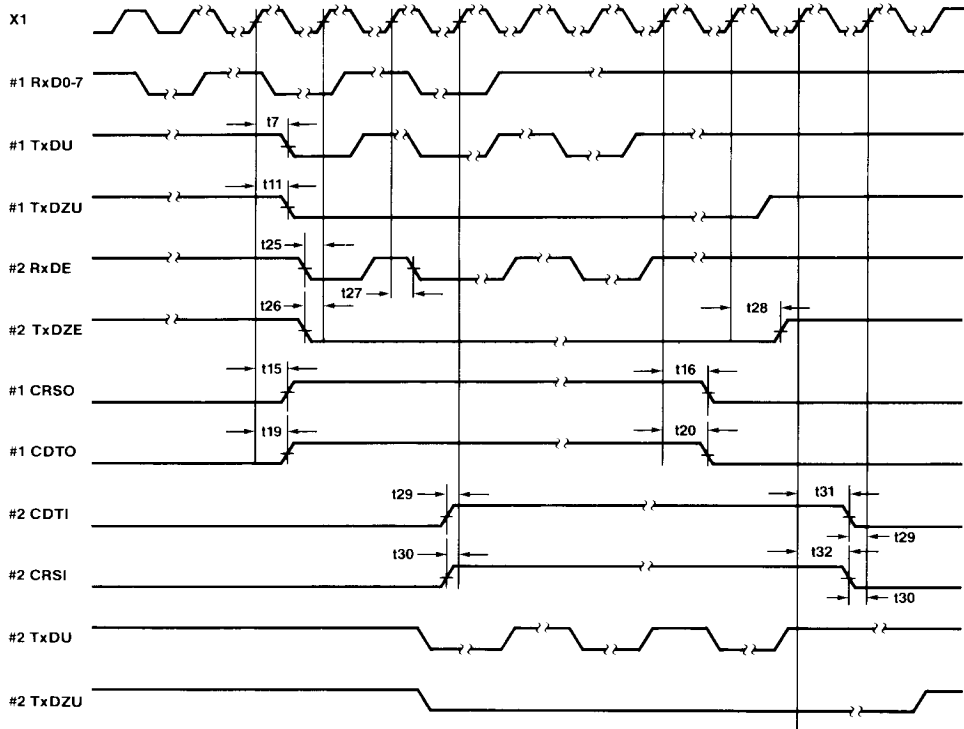 X1
#1 RxD0-7
t7
#1 TxDU
t11
#1 TxDZU
t25
#2 RxDE
t27
t26
t28
#2 TxDZE
t15
t16
#1 CRSO
t19
t20
#1 CDTO
t29
t31
#2 CDTI
t29
t30
t32
#2 CRSI
t30
#2 TxDU
#2 TxDZU